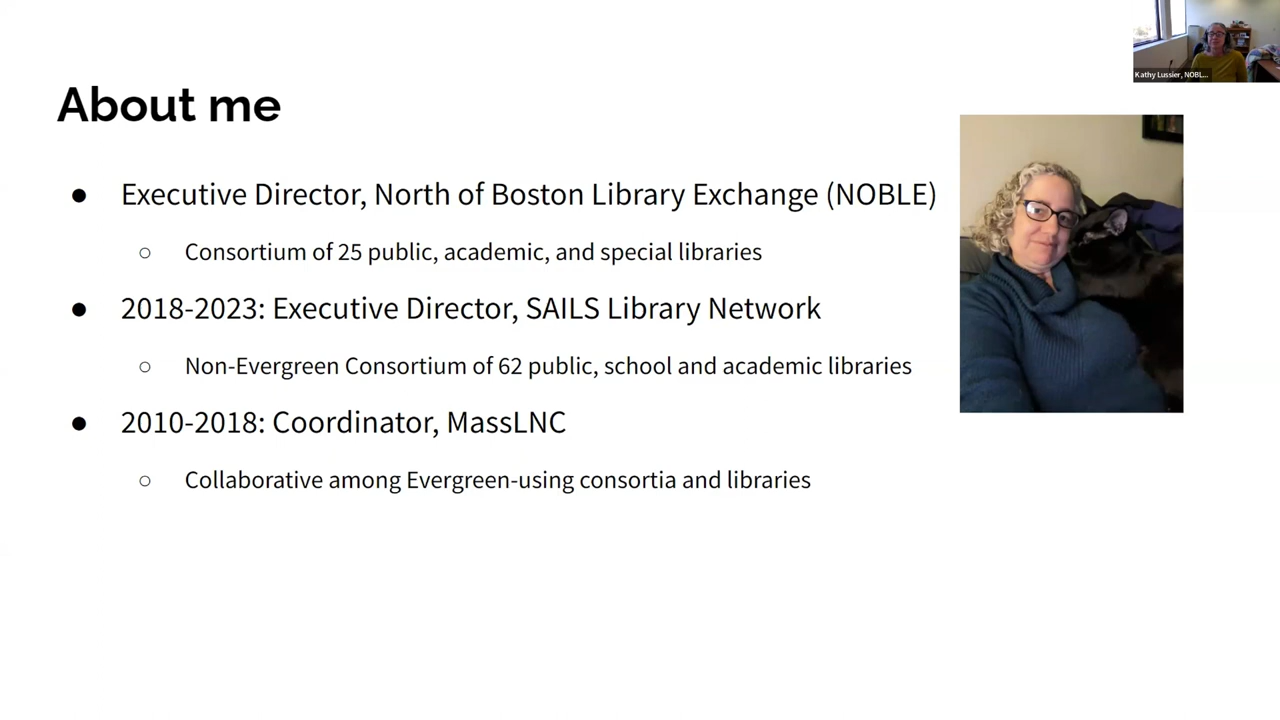 Kathy Lussier, NOBL...
About me
● Executive Director, North of Boston Library Exchange (NOBLE)
○ Consortium of 25 public, academic, and special libraries
● 2018-2023: Executive Director, SAILS Library Network
○ Non-Evergreen Consortium of 62 public, school and academic libraries
● 2010-2018: Coordinator, MassLNC
○ Collaborative among Evergreen-using consortia and libraries